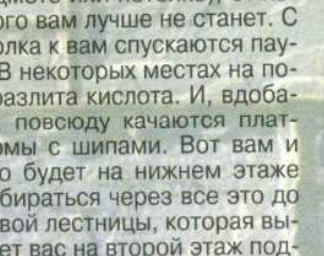 ого вам лучше не станет. С
олка к вам спускаются пау-
В некоторых местах на по-
разлита кислота. И, вдоба-
повсюду качаются плат-
рмы с шипами. Вот вам и
о будет на нижнем этаже
бираться через все это до
вой лестницы, которая вы-
ет вас на второй этаж под-